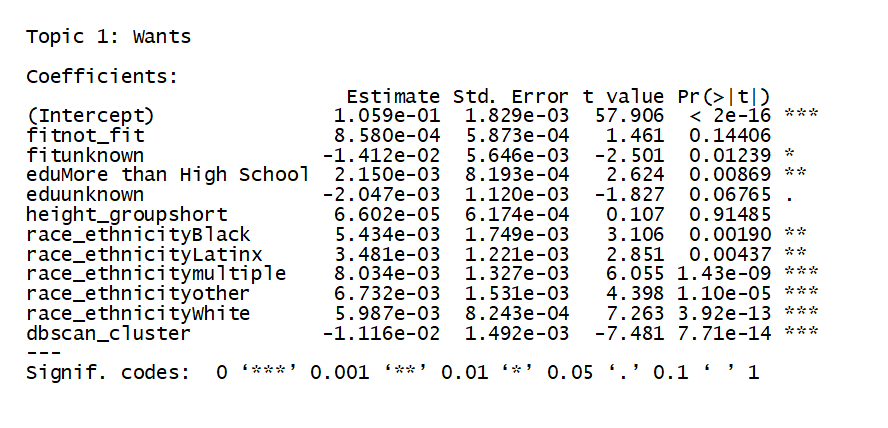 Topic 1: Wants
Coefficients:
Estimate Std. Error t value Pr(>|t|)
(Intercept) 1.059e-01 1.829e-03 57.906 < 2e-16 ***
fitnot_fit 8.580e-04 5.873e-04 1.461 0.14406
fitunknown -1.412e-02 5.646e-03 -2.501 0.01239 *
eduMore than High School 2.150e-03 8.193e-04 2.624 0.00869 **
eduunknown -2.047e-03 1.120e-03 -1.827 0.06765 .
height_groupshort 6.602e-05 6.174e-04 0.107 0.91485
race_ethnicityBlack 5.434e-03 1.749e-03 3.106 0.00190 **
race_ethnicityLatinx 3.481e-03 1.221e-03 2.851 0.00437 **
race_ethnicitymultiple 8.034e-03 1.327e-03 6.055 1.43e-09 ***
race_ethnicityother 6.732e-03 1.531e-03 4.398 1.10e-05 ***
race_ethnicityWhite 5.987e-03 8.243e-04 7.263 3.92e-13 ***
dbscan_cluster -1.116e-02 1.492e-03 -7.481 7.71e-14 ***
---
Signif. codes: 0 ‘***’ 0.001 ‘**’ 0.01 ‘*’ 0.05 ‘.’ 0.1 ‘ ’ 1